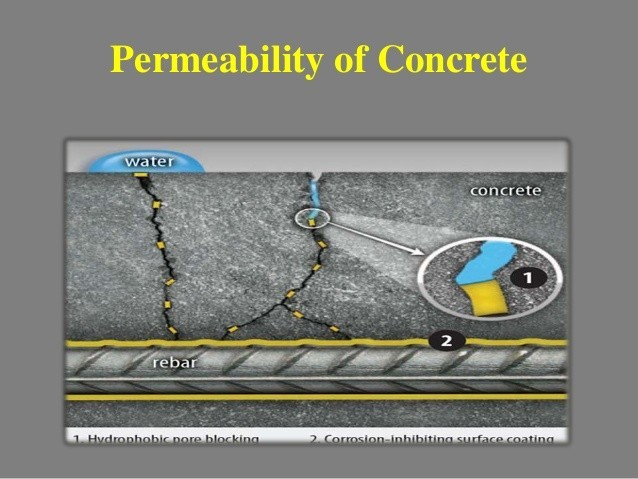 Permeability of Concrete
water
concrete
1
2
rebar
1. Hydrophobic pore blocking 2. Corrosion-inhibiting surface coating